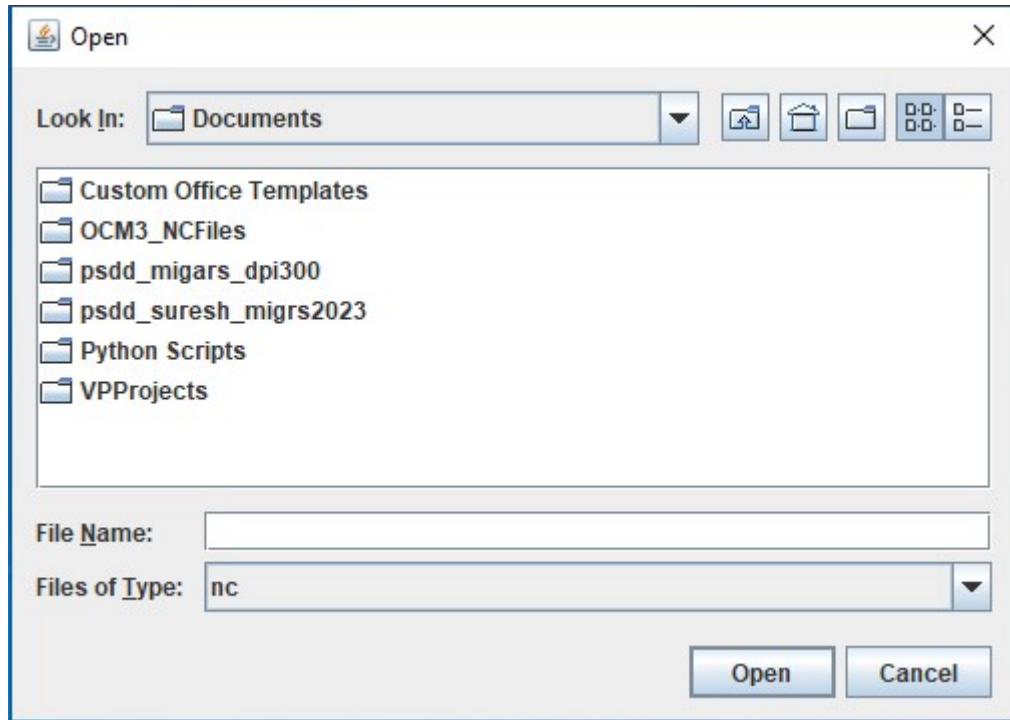 Open
Look In: Documents
Custom Office Templates
OCM3_NCFiles
psdd_migars_dpi300
psdd_suresh_migrs2023
Python Scripts
VPProjects
File Name:
Files of Type: nc
Open Cancel